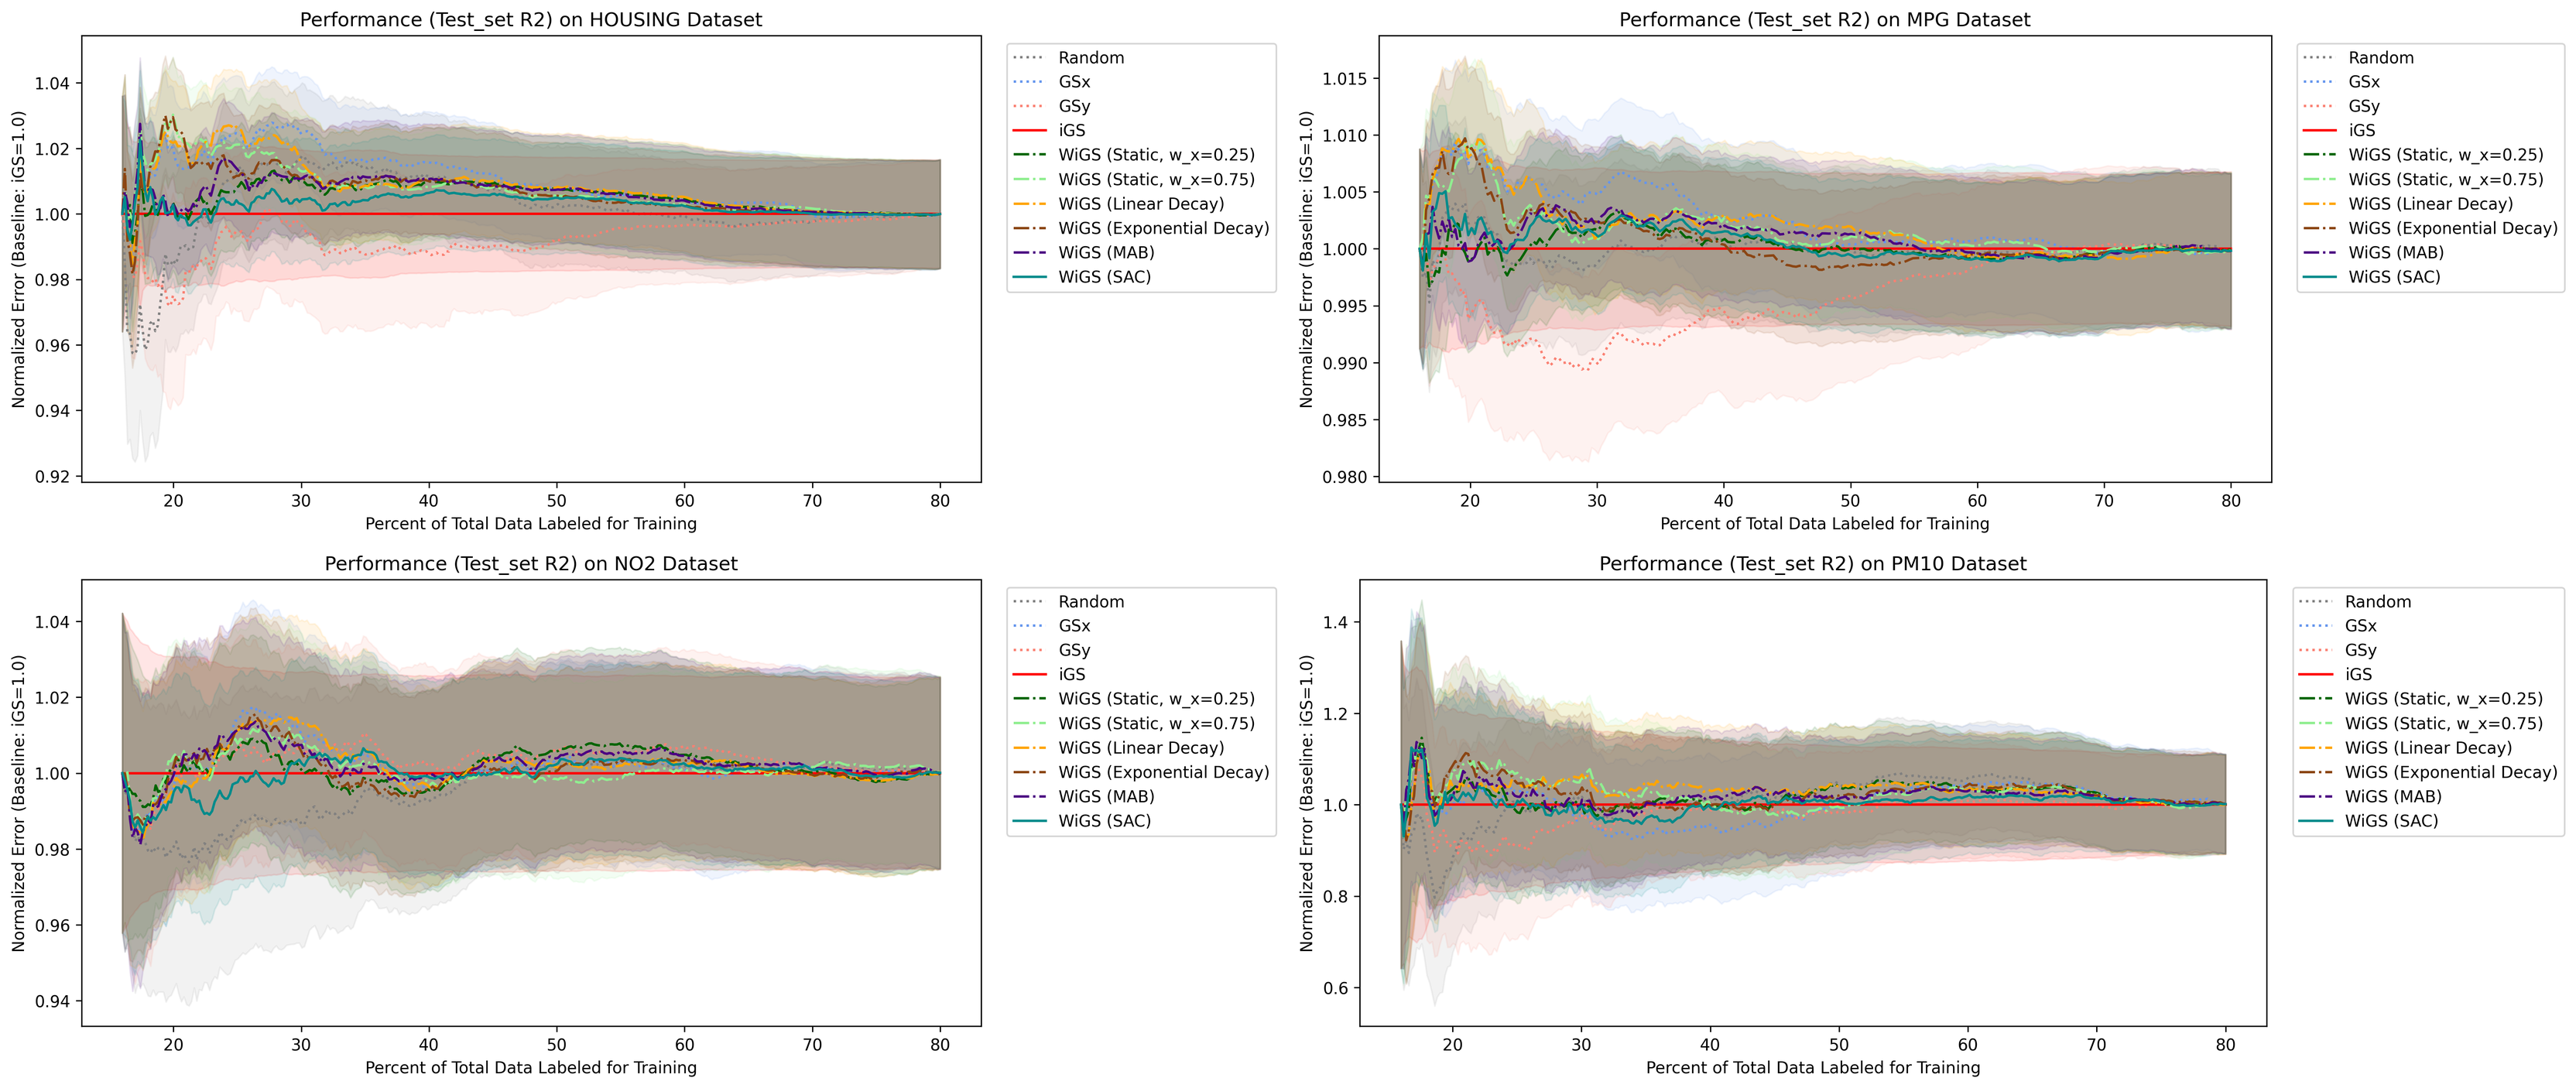 Performance (Test_set R2) on HOUSING Dataset
Normalized Error (Baseline: iGS=1.0)
1.04
1.02
1.00
0.98
0.96
0.94
0.92
20 30 40 50 60 70 80
Percent of Total Data Labeled for Training
Random
GSx
GSy
iGS
WiGS (Static, w_x=0.25)
WiGS (Static, w_x=0.75)
WiGS (Linear Decay)
WiGS (Exponential Decay)
WiGS (MAB)
WiGS (SAC)
Performance (Test_set R2) on MPG Dataset
Normalized Error (Baseline: iGS=1.0)
1.015
1.010
1.005
1.000
0.995
0.990
0.985
0.980
20 30 40 50 60 70 80
Percent of Total Data Labeled for Training
Random
GSx
GSy
iGS
WiGS (Static, w_x=0.25)
WiGS (Static, w_x=0.75)
WiGS (Linear Decay)
WiGS (Exponential Decay)
WiGS (MAB)
WiGS (SAC)
Performance (Test_set R2) on NO2 Dataset
Normalized Error (Baseline: iGS=1.0)
1.04
1.02
1.00
0.98
0.96
0.94
20 30 40 50 60 70 80
Percent of Total Data Labeled for Training
Random
GSx
GSy
iGS
WiGS (Static, w_x=0.25)
WiGS (Static, w_x=0.75)
WiGS (Linear Decay)
WiGS (Exponential Decay)
WiGS (MAB)
WiGS (SAC)
Performance (Test_set R2) on PM10 Dataset
Normalized Error (Baseline: iGS=1.0)
1.4
1.2
1.0
0.8
0.6
20 30 40 50 60 70 80
Percent of Total Data Labeled for Training
Random
GSx
GSy
iGS
WiGS (Static, w_x=0.25)
WiGS (Static, w_x=0.75)
WiGS (Linear Decay)
WiGS (Exponential Decay)
WiGS (MAB)
WiGS (SAC)